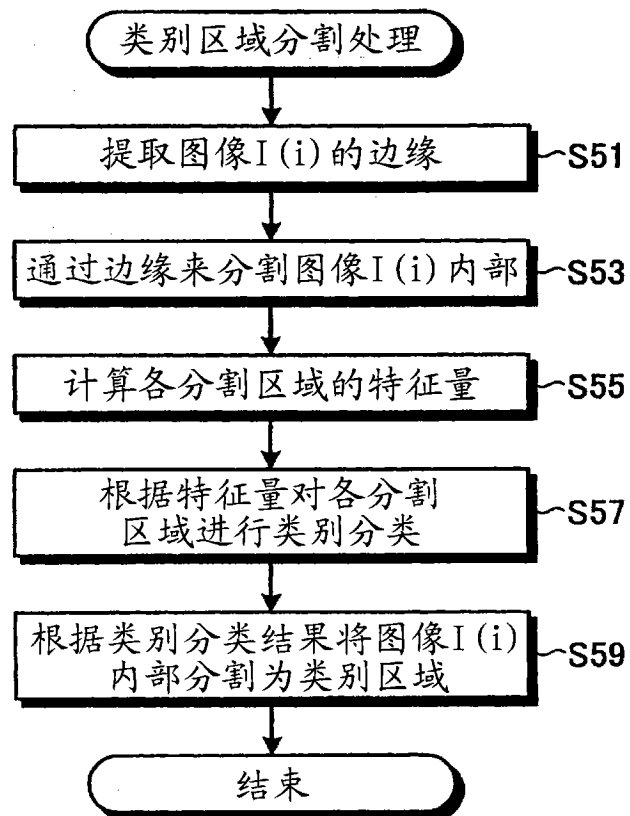 类别区域分割处理
提取图像I(i)的边缘
S51
通过边缘来分割图像I(i)内部
S53
计算各分割区域的特征量
S55
根据特征量对各分割
区域进行类别分类
S57
根据类别分类结果将图像I(i)
内部分割为类别区域
S59
结束